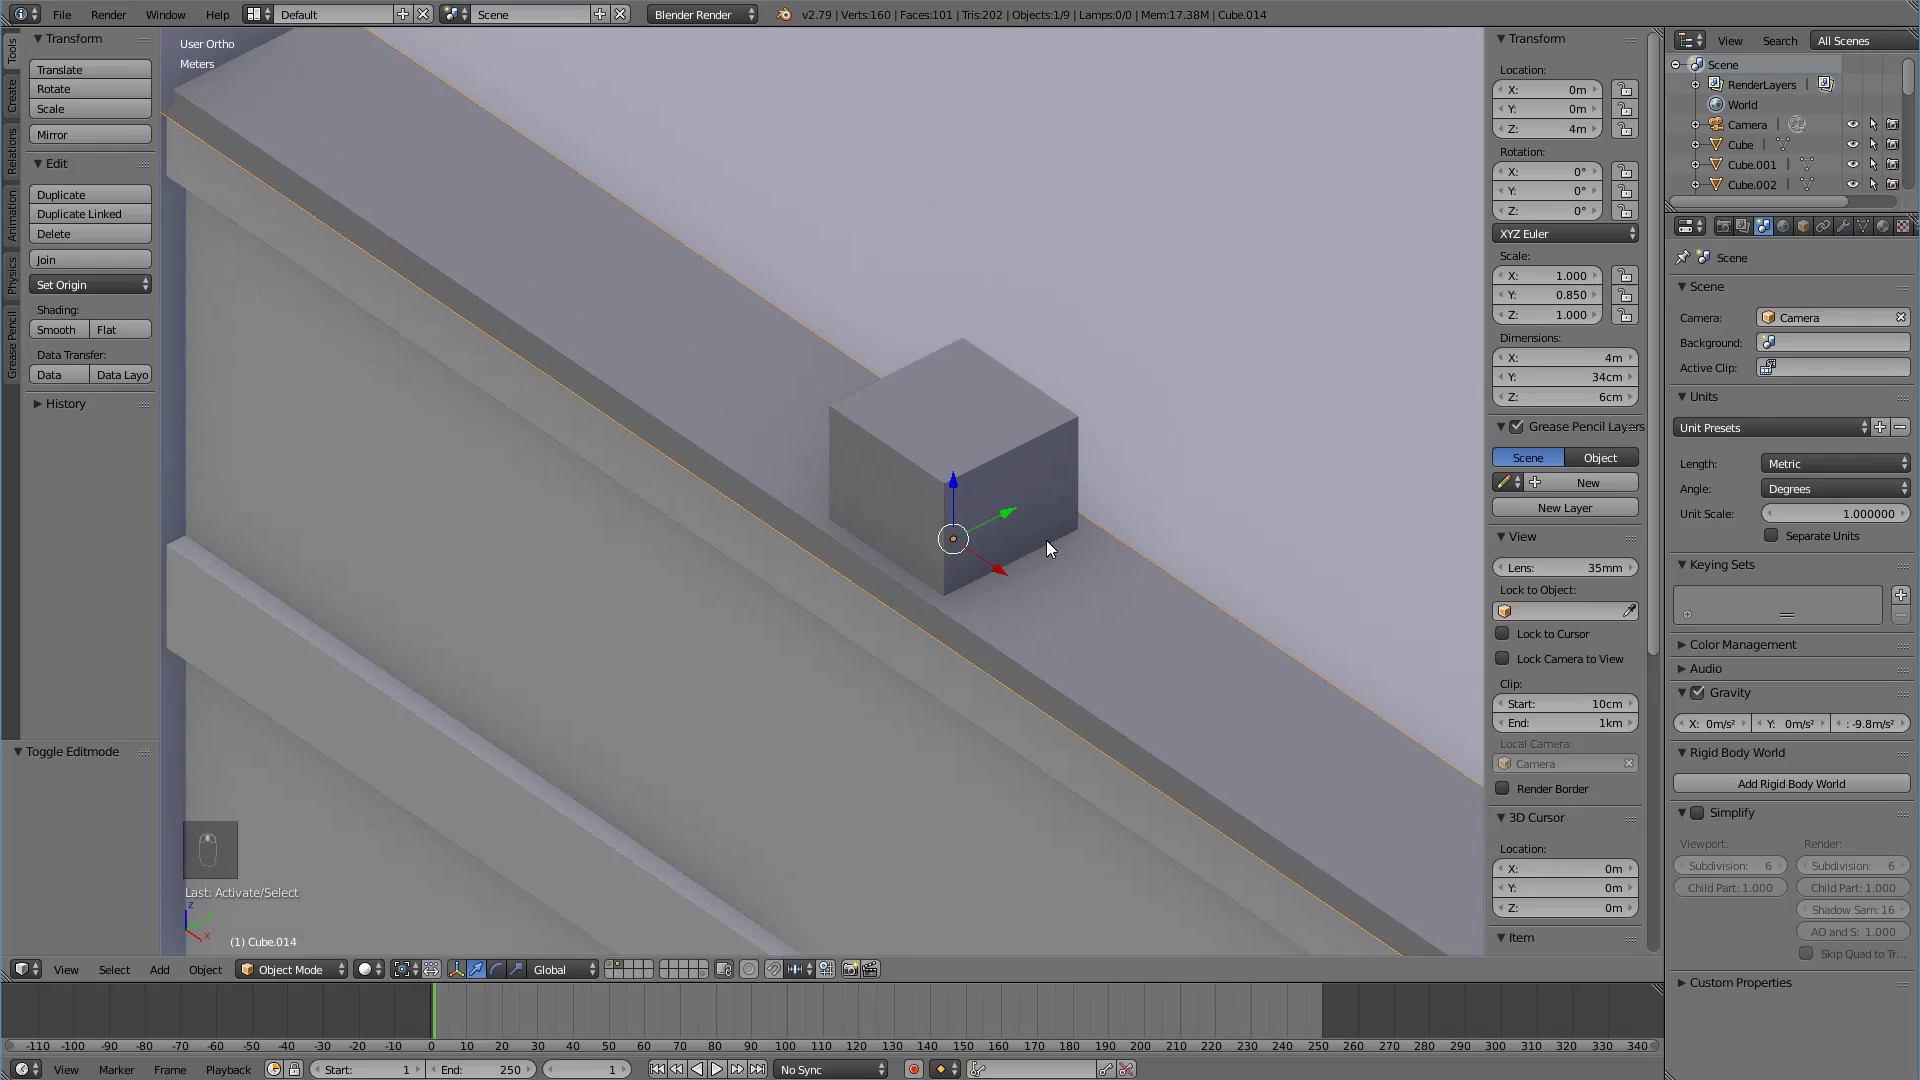 File Render Window Help Default Scene Blender Render v2.79 | Verts:160 | Faces:101 | Tris:202 | Objects:1/9 | Lamps:0/0 | Mem:17.38M | Cube.014
Tools
Create
Relations
Animation
Physics
Grease Pencil
Transform
Translate
Rotate
Scale
Mirror
Edit
Duplicate
Duplicate Linked
Delete
Join
Set Origin
Shading:
Smooth Flat
Data Transfer:
Data Data Layo
History
Toggle Editmode
User Ortho
Meters
Last: Activate/Select
z
x
(1) Cube.014
Transform
Location:
X: 0m
Y: 0m
Z: 4m
Rotation:
X: 0°
Y: 0°
Z: 0°
XYZ Euler
Scale:
X: 1.000
Y: 0.850
Z: 1.000
Dimensions:
X: 4m
Y: 34cm
Z: 6cm
Grease Pencil Layers
Scene Object
New
New Layer
View
Lens: 35mm
Lock to Object:
Lock to Cursor
Lock Camera to View
Clip:
Start: 10cm
End: 1km
Local Camera:
Camera
Render Border
3D Cursor
Location:
X: 0m
Y: 0m
Z: 0m
Item
View Search All Scenes
Scene
RenderLayers
World
Camera
Cube
Cube.001
Cube.002
Scene
Scene
Camera: Camera
Background:
Active Clip:
Units
Unit Presets
Length: Metric
Angle: Degrees
Unit Scale: 1.000000
Separate Units
Keying Sets
Color Management
Audio
Gravity
X: 0m/s² Y: 0m/s² : -9.8m/s²
Rigid Body World
Add Rigid Body World
Simplify
Viewport: Render:
Subdivision: 6 Subdivision: 6
Child Part: 1.000 Child Part: 1.000
Shadow Sam: 16
AO and S: 1.000
Skip Quad to Tr...
Custom Properties
View Select Add Object Object Mode Global
-110 -100 -90 -80 -70 -60 -50 -40 -30 -20 -10 0 10 20 30 40 50 60 70 80 90 100 110 120 130 140 150 160 170 180 190 200 210 220 230 240 250 260 270 280 290 300 310 320 330 340
View Marker Frame Playback Start: 1 End: 250 1 No Sync